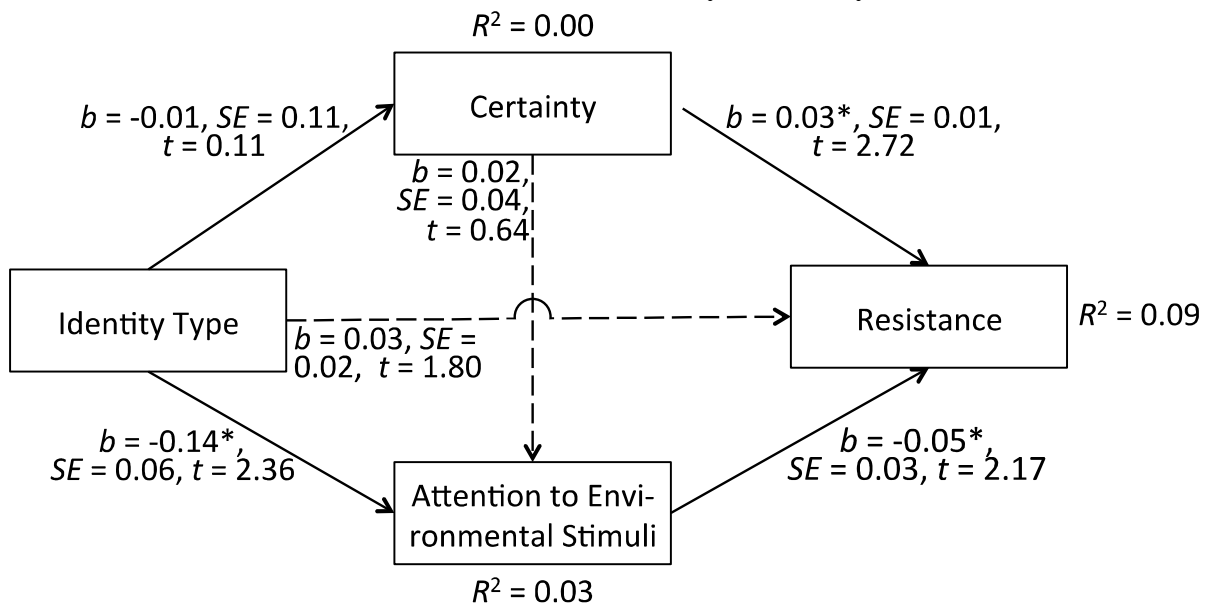 R² = 0.00
Certainty
b = -0.01, SE = 0.11,
t = 0.11
b = 0.03*, SE = 0.01,
t = 2.72
b = 0.02,
SE = 0.04,
t = 0.64
Identity Type
b = 0.03, SE =
0.02, t = 1.80
Resistance
R² = 0.09
b = -0.14*,
SE = 0.06, t = 2.36
b = -0.05*,
SE = 0.03, t = 2.17
Attention to Envi-
ronmental Stimuli
R² = 0.03